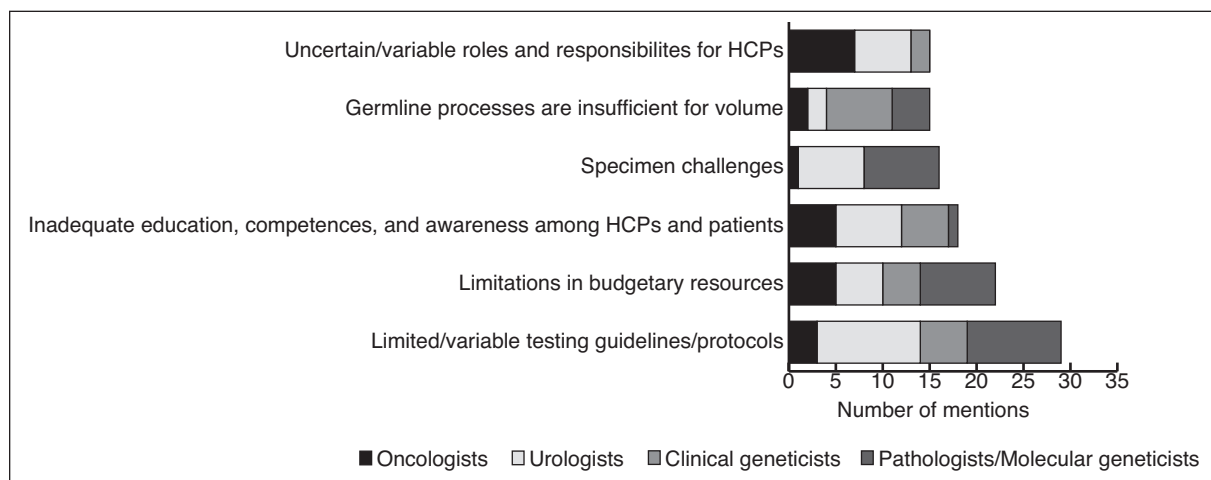 Uncertain/variable roles and responsibilites for HCPs
Germline processes are insufficient for volume
Specimen challenges
Inadequate education, competences, and awareness among HCPs and patients
Limitations in budgetary resources
Limited/variable testing guidelines/protocols
0 5 10 15 20 25 30 35
Number of mentions
Oncologists Urologists Clinical geneticists Pathologists/Molecular geneticists